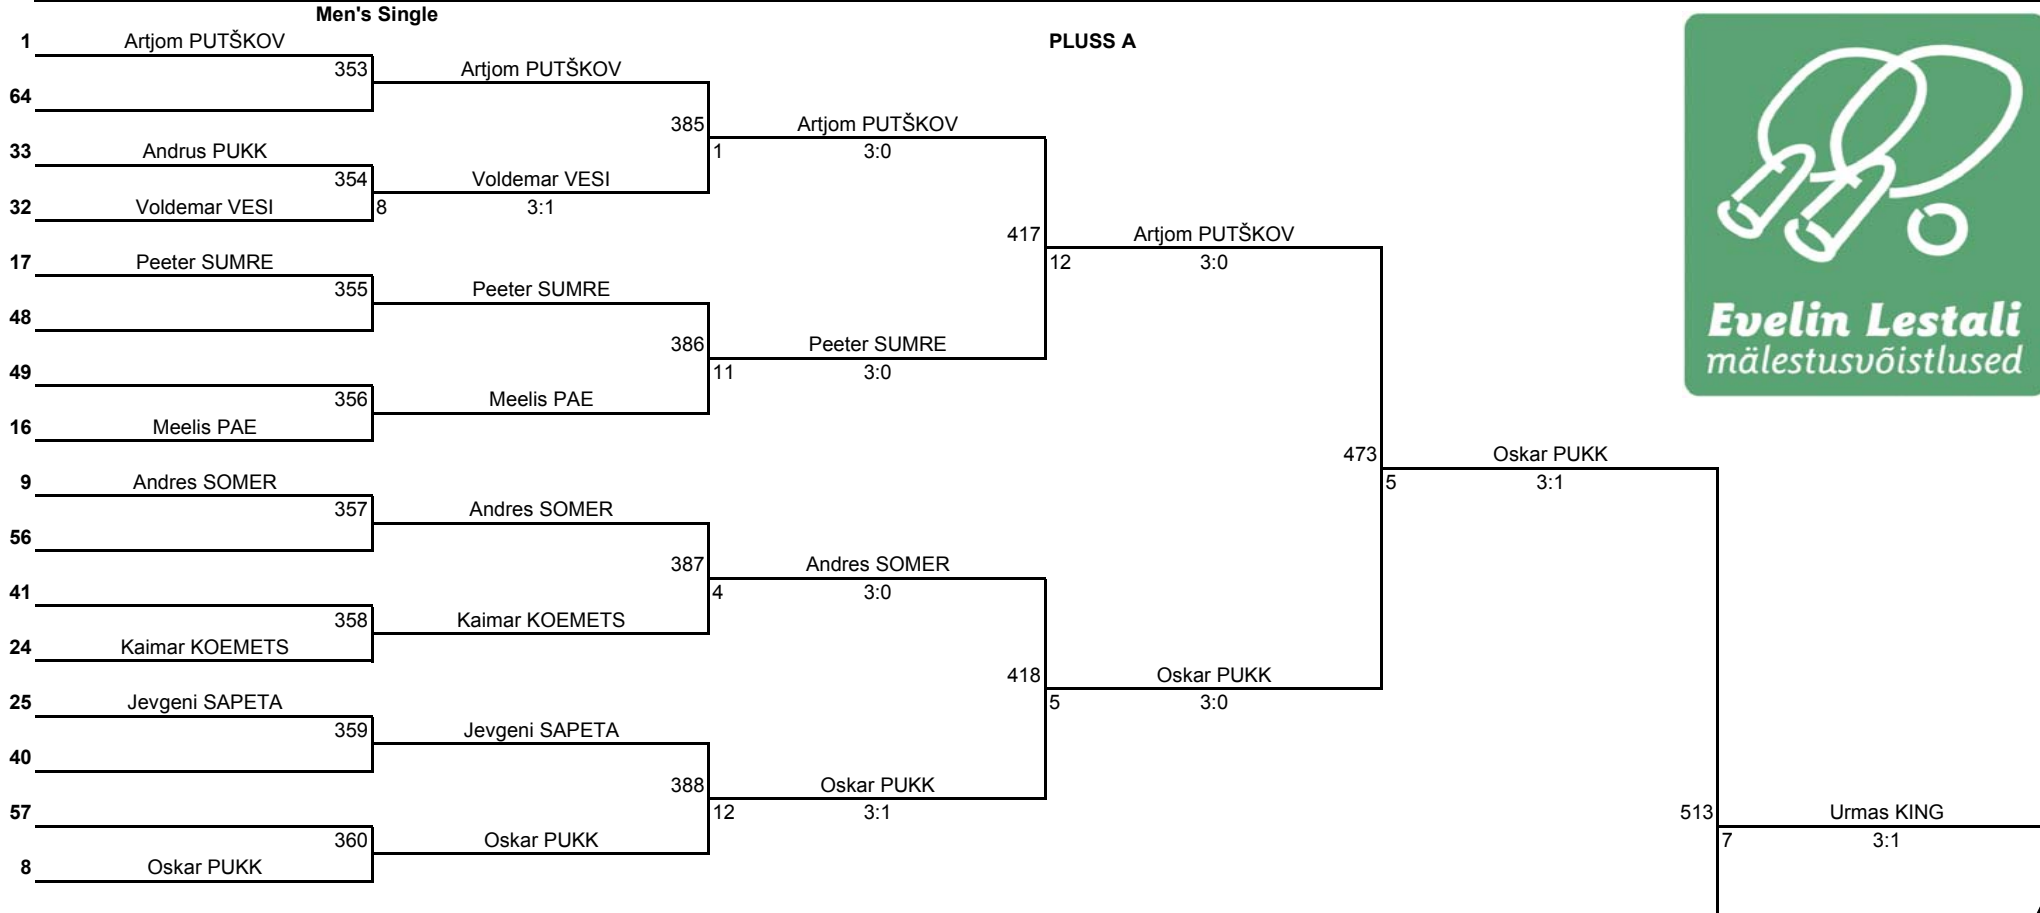 Men's Single
1 Artjom PUTŠKOV PLUSS A
353 Artjom PUTŠKOV
64
385 Artjom PUTŠKOV
33 Andrus PUKK 1 3:0
354 Voldemar VESI
32 Voldemar VESI 8 3:1
417 Artjom PUTŠKOV
17 Peeter SUMRE 12 3:0
355 Peeter SUMRE
48
386 Peeter SUMRE
49 11 3:0
356 Meelis PAE
16 Meelis PAE
473 Oskar PUKK
9 Andres SOMER 5 3:1
357 Andres SOMER
56
387 Andres SOMER
41 4 3:0
358 Kaimar KOEMETS
24 Kaimar KOEMETS
418 Oskar PUKK
25 Jevgeni SAPETA 5 3:0
359 Jevgeni SAPETA
40
388 Oskar PUKK
57 12 3:1
513 Urmas KING
360 Oskar PUKK 7 3:1
8 Oskar PUKK
Evelin Lestali
mälestusvõistlused